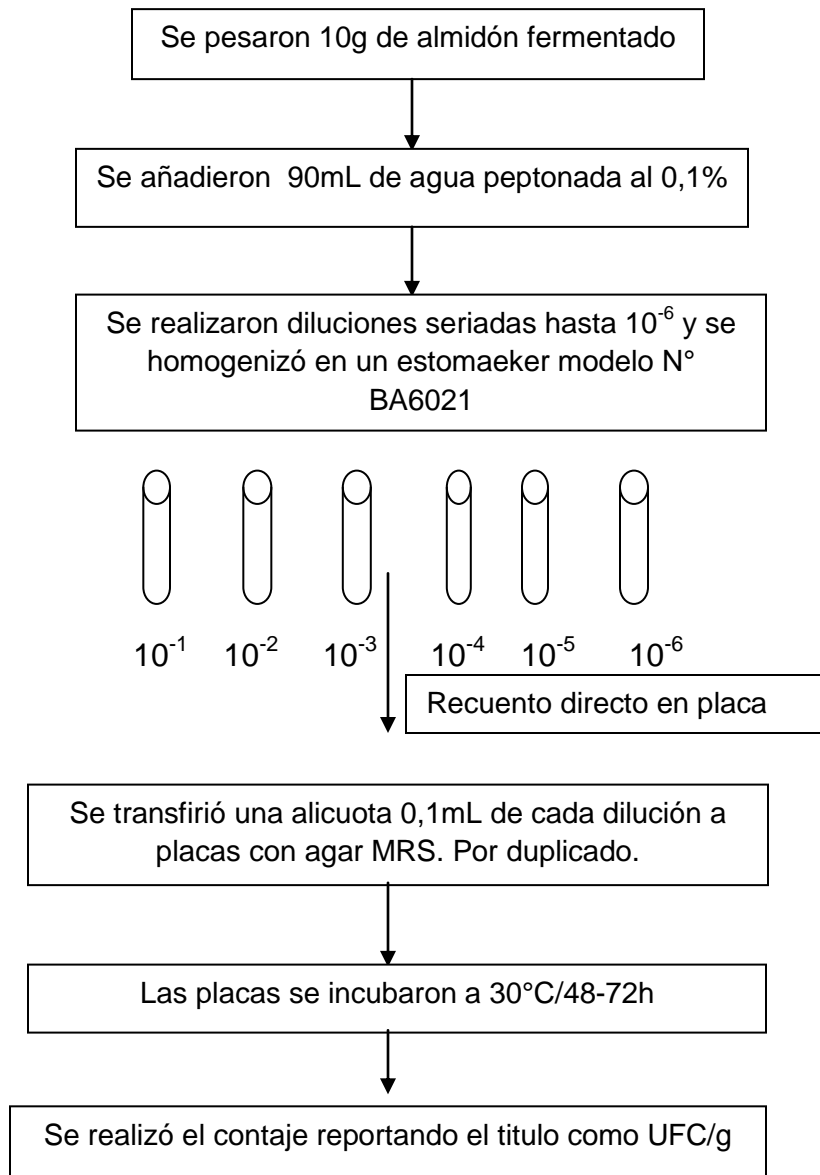 Se pesaron 10g de almidón fermentado
Se añadieron 90mL de agua peptonada al 0,1%
Se realizaron diluciones seriadas hasta 10⁻⁶ y se
homogenizó en un estomaeker modelo N°
BA6021
10⁻¹ 10⁻² 10⁻³ 10⁻⁴ 10⁻⁵ 10⁻⁶
Recuento directo en placa
Se transfirió una alicuota 0,1mL de cada dilución a
placas con agar MRS. Por duplicado.
Las placas se incubaron a 30°C/48-72h
Se realizó el contaje reportando el titulo como UFC/g